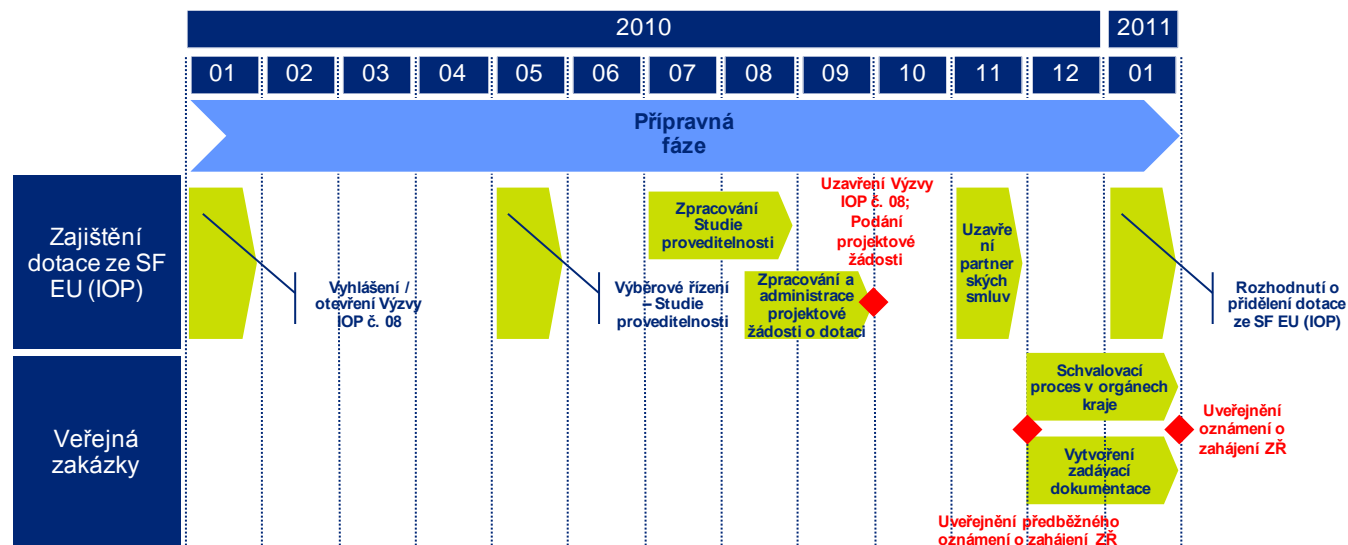 2010
2011
01
02
03
04
05
06
07
08
09
10
11
12
01
Přípravná
fáze
Zajištění
dotace ze SF
EU (IOP)
Vyhlášení /
otevření Výzvy
IOP č. 08
Výběrové řízení
– Studie
proveditelnosti
Zpracování
Studie
proveditelnosti
Zpracování a
administrace
projektové
žádosti o dotaci
Uzavření Výzvy
IOP č. 08;
Podání
projektové
žádosti
Uzavře
ní
partner
ských
smluv
Rozhodnutí o
přidělení dotace
ze SF EU (IOP)
Veřejná
zakázky
Schvalovací
proces v orgánech
kraje
Uveřejnění
oznámení o
zahájení ZŘ
Vytvoření
zadávací
dokumentace
Uveřejnění předběžného
oznámení o zahájení ZŘ